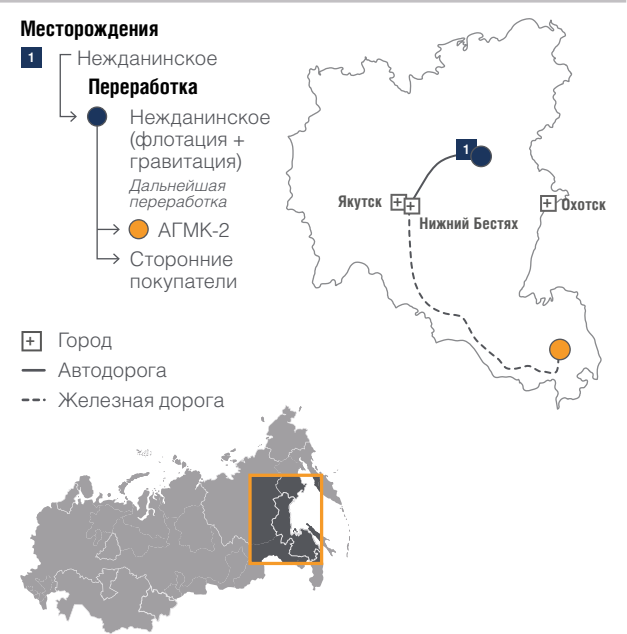 Месторождения
1
Нежданинское
Переработка
Нежданинское
(флотация +
гравитация)
Дальнейшая
переработка
АГМК-2
Сторонние
покупатели
Город
Автодорога
Железная дорога
1
Якутск
Нижний Бестях
Охотск